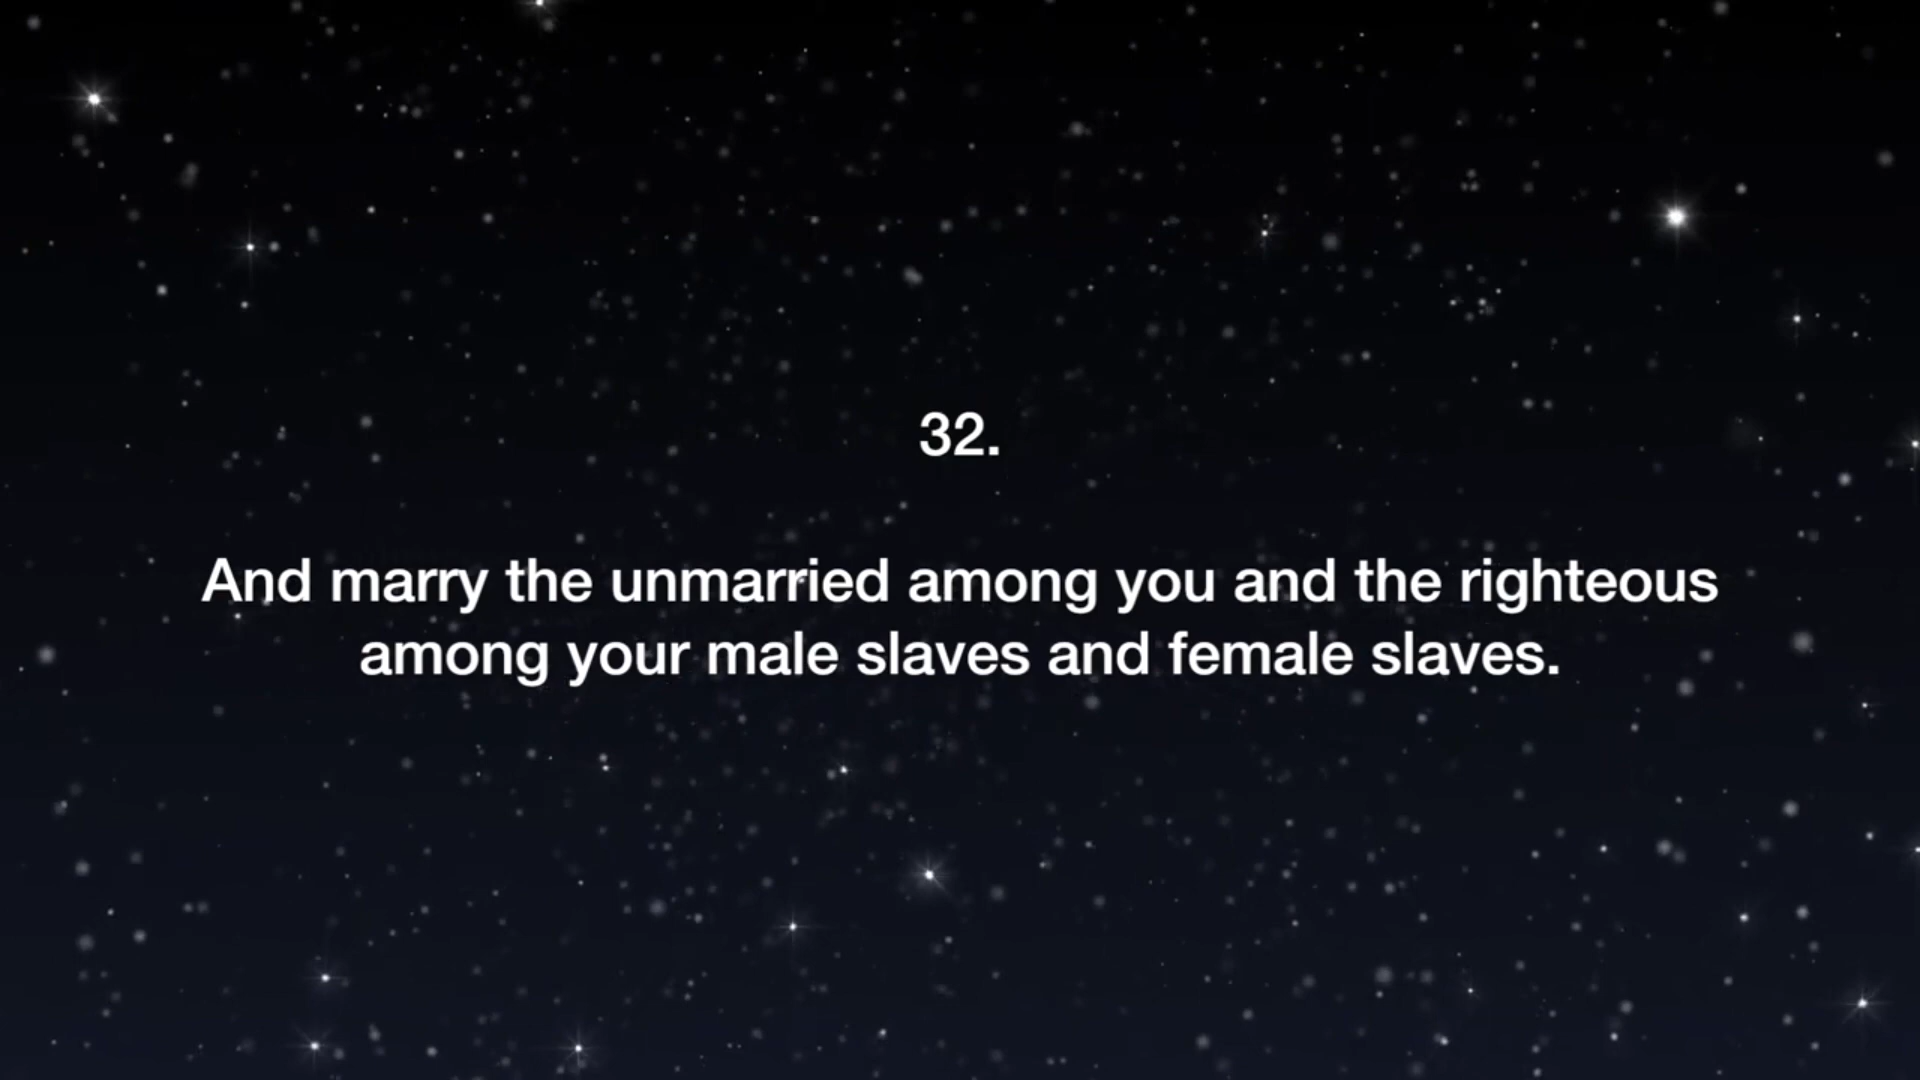 32.
And marry the unmarried among you and the righteous
among your male slaves and female slaves.